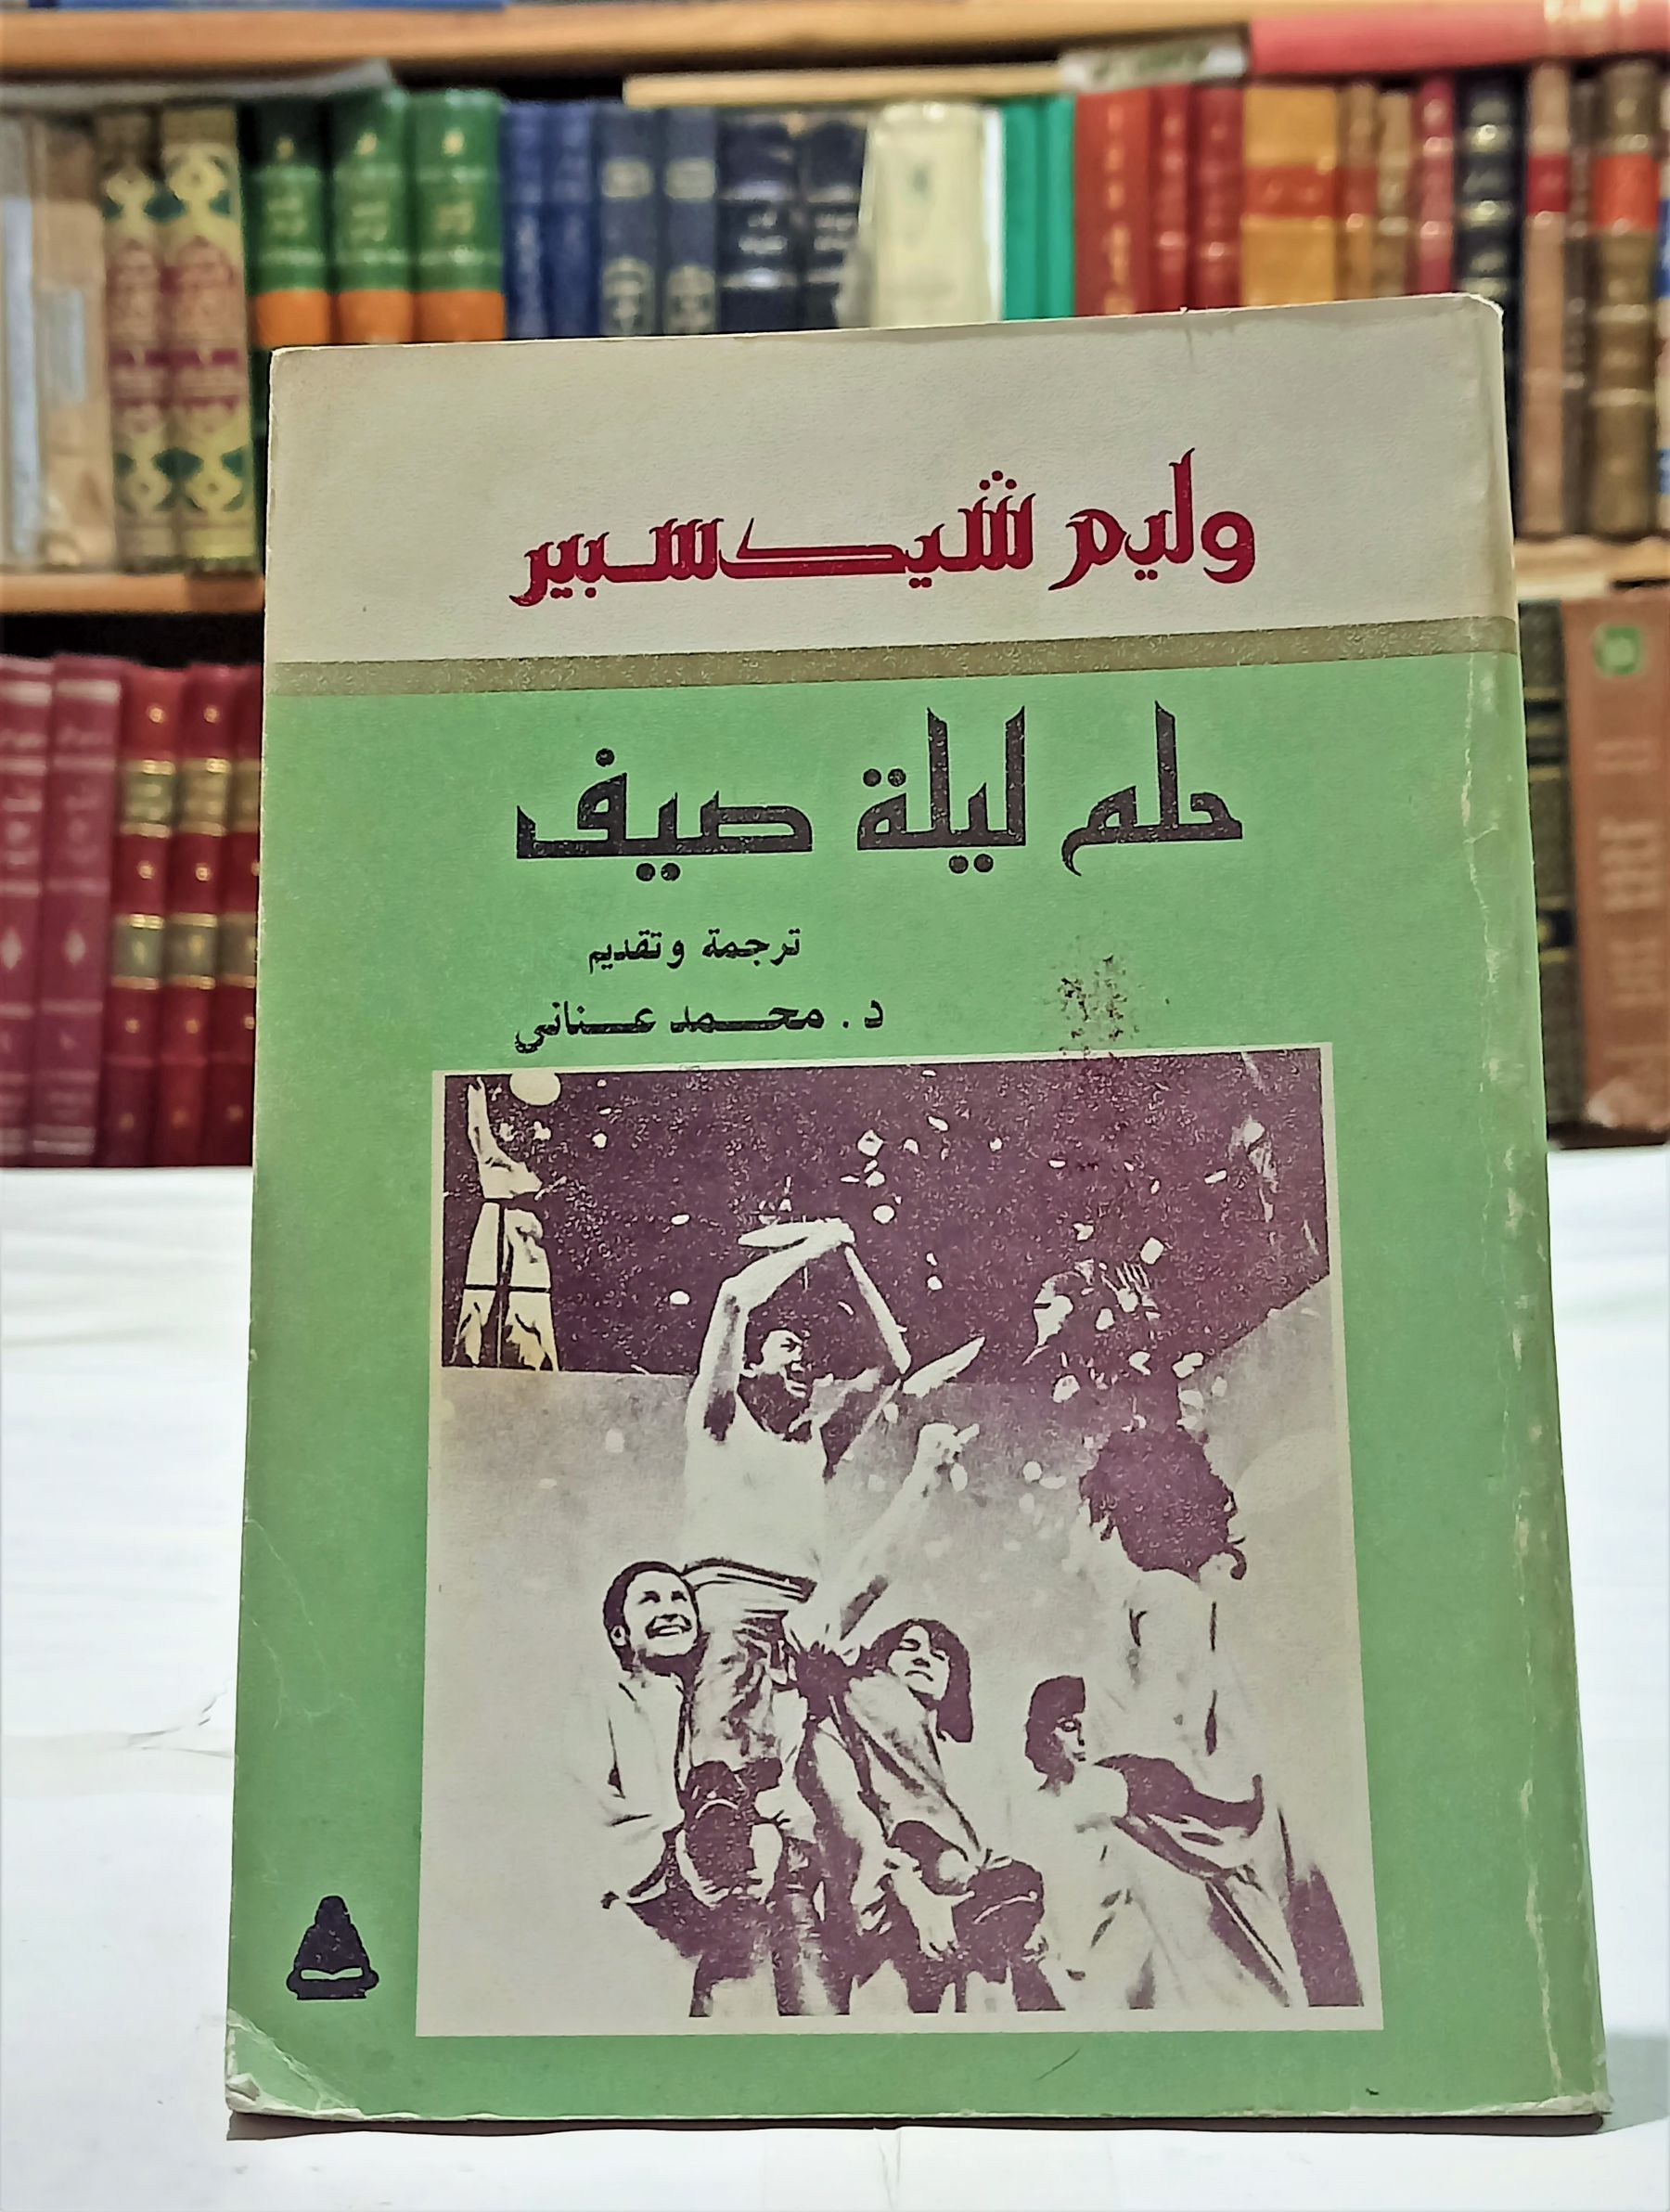 وليم شيكسبير
حلم ليلة صيف
ترجمة وتقديم
د. محمد عناني